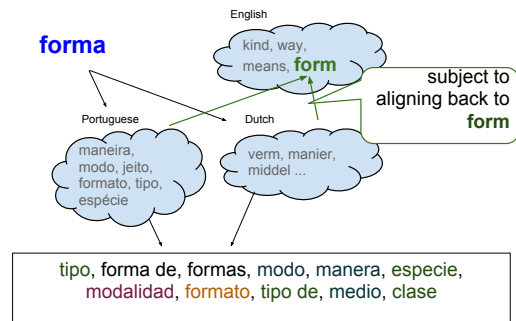 English
forma
kind, way,
means, form
subject to
aligning back to
form
Portuguese
Dutch
maneira,
modo, jeito,
formato, tipo,
espécie
verm, manier,
middel ...
tipo, forma de, formas, modo, manera, especie,
modalidad, formato, tipo de, medio, clase